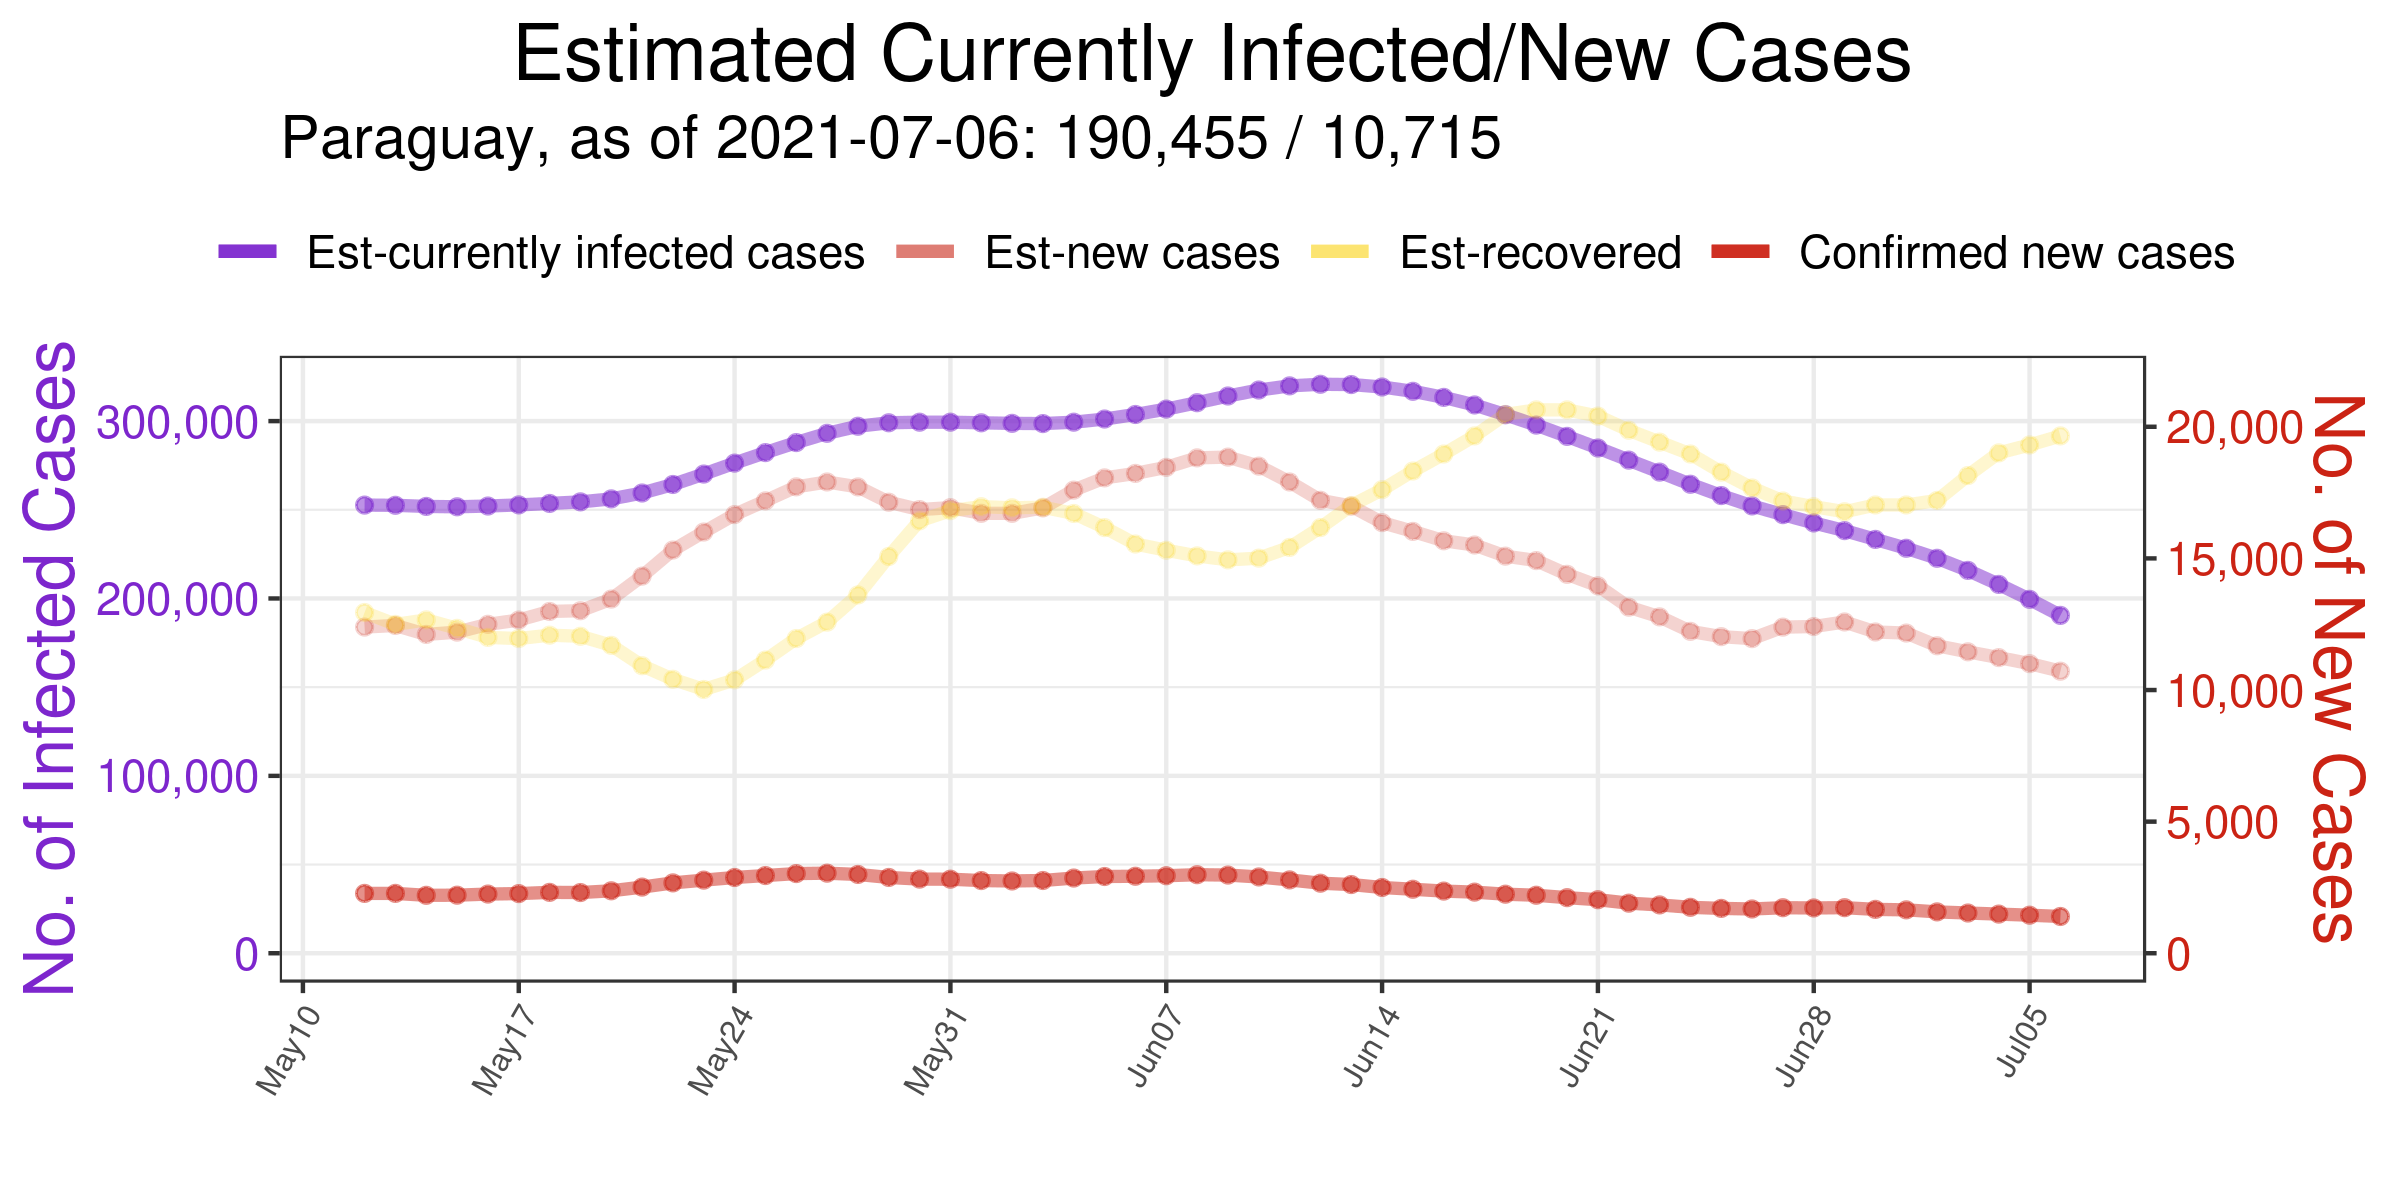 Estimated Currently Infected/New Cases
Paraguay, as of 2021-07-06: 190,455 / 10,715
Est-currently infected cases Est-new cases Est-recovered Confirmed new cases
No. of Infected Cases
300,000
200,000
100,000
0
20,000
15,000
10,000
5,000
0
No. of New Cases
May10 May17 May24 May31 Jun07 Jun14 Jun21 Jun28 Jul05